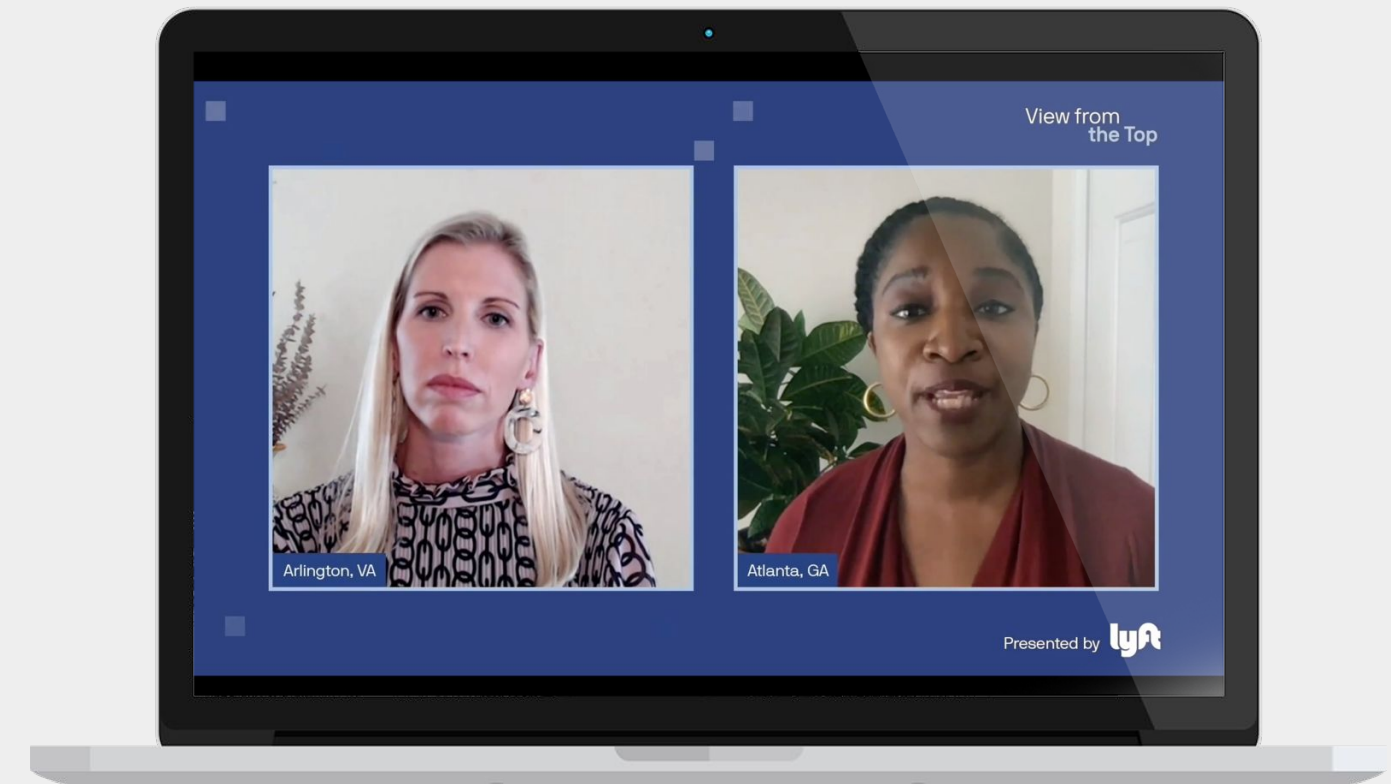 View from
the Top
Arlington, VA
Atlanta, GA
Presented by lyft